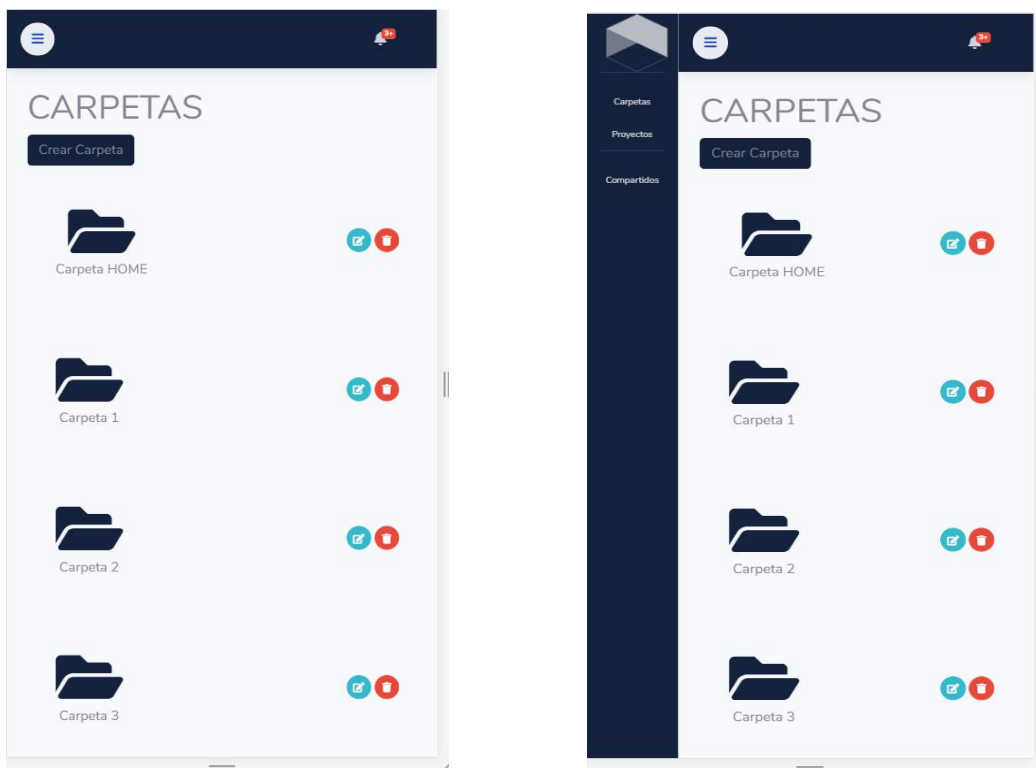 3+
CARPETAS
Crear Carpeta
Carpeta HOME
Carpeta 1
Carpeta 2
Carpeta 3
3+
Carpetas
Proyectos
Compartidos
CARPETAS
Crear Carpeta
Carpeta HOME
Carpeta 1
Carpeta 2
Carpeta 3